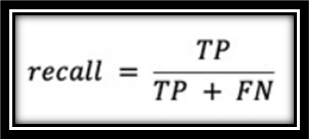 recall = TP / TP + FN